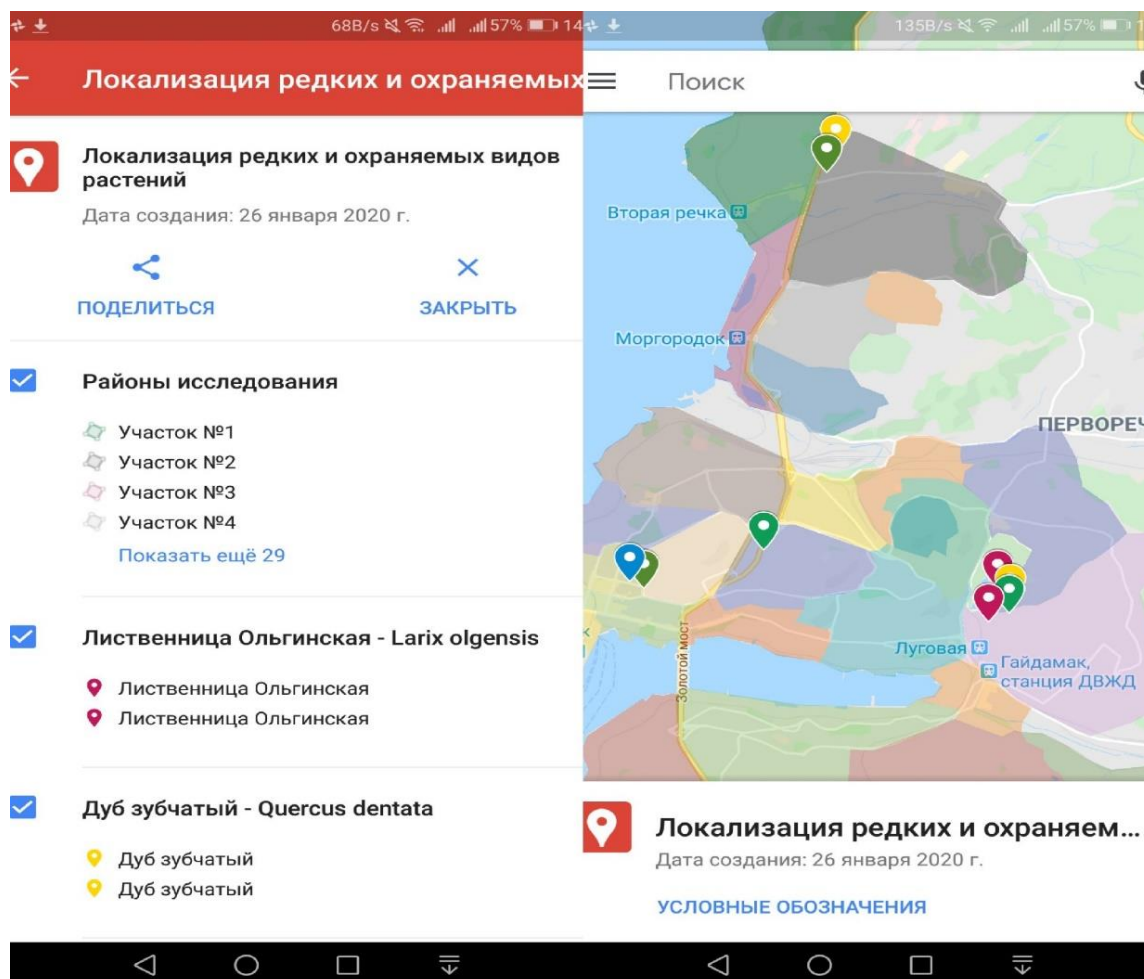 68B/s 57% 14
Локализация редких и охраняемых
Локализация редких и охраняемых видов
растений
Дата создания: 26 января 2020 г.
ПОДЕЛИТЬСЯ
ЗАКРЫТЬ
Районы исследования
Участок №1
Участок №2
Участок №3
Участок №4
Показать ещё 29
Лиственница Ольгинская - Larix olgensis
Лиственница Ольгинская
Лиственница Ольгинская
Дуб зубчатый - Quercus dentata
Дуб зубчатый
Дуб зубчатый
135B/s 57% 1
Поиск
Вторая речка
Моргородок
ПЕРВОРЕЧ
Золотой мост
Луговая
Гайдамак,
станция ДВЖД
Локализация редких и охраняем...
Дата создания: 26 января 2020 г.
УСЛОВНЫЕ ОБОЗНАЧЕНИЯ